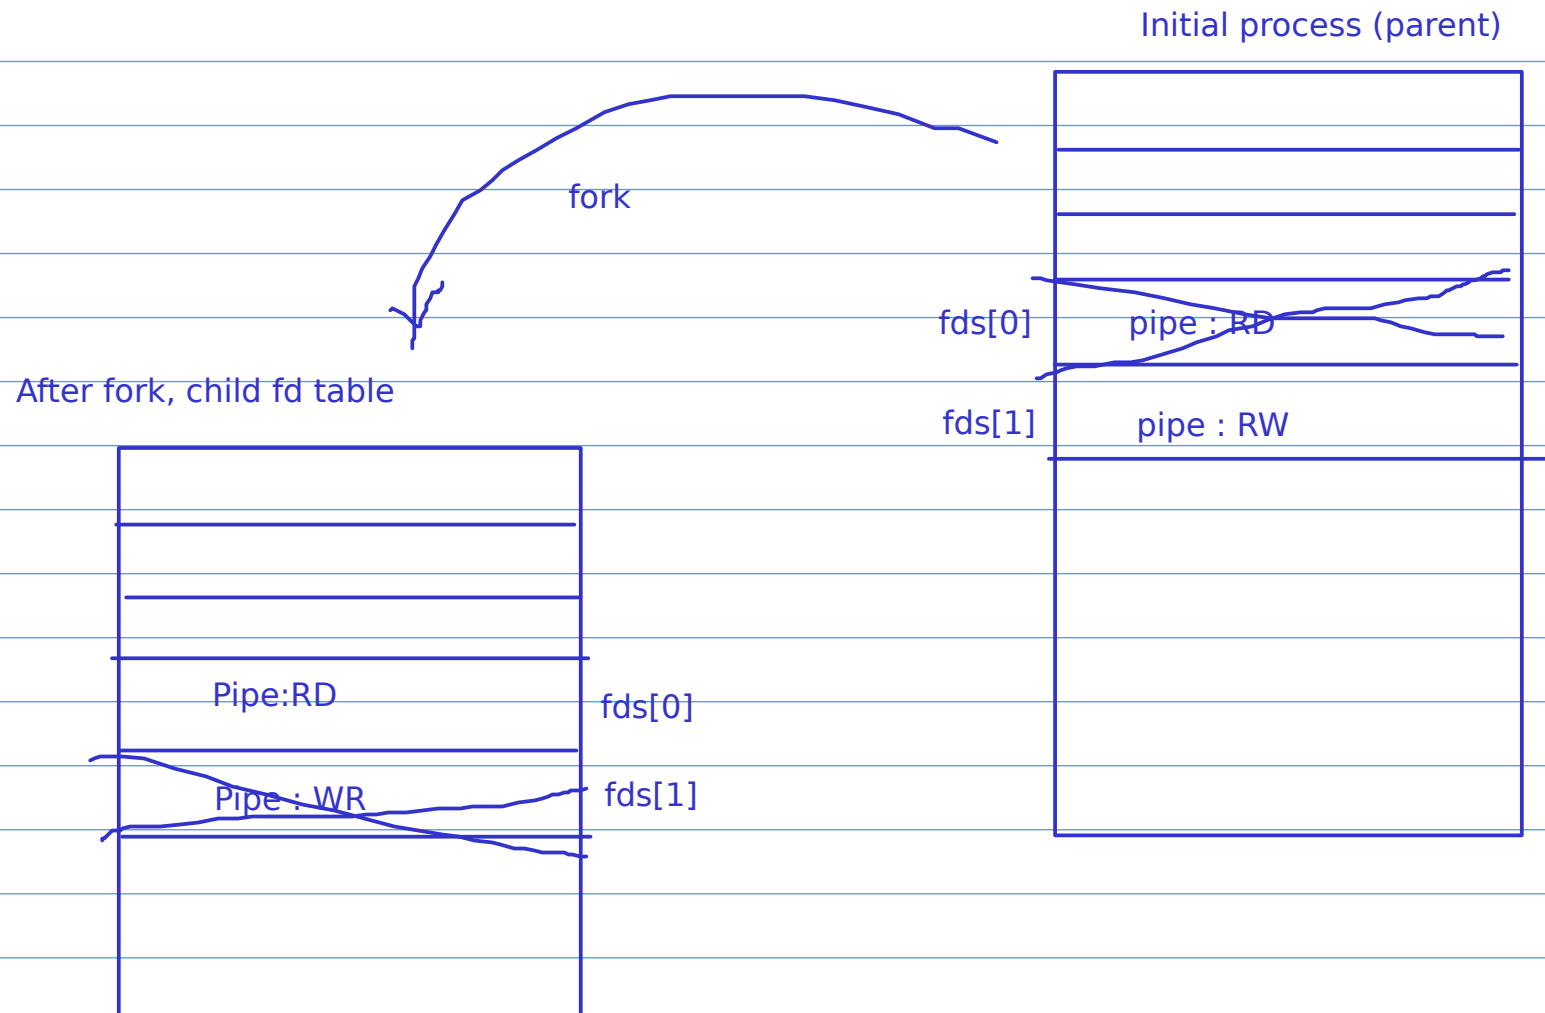 Initial process (parent)
fork
fds[0] pipe : RD
fds[1] pipe : RW
After fork, child fd table
Pipe:RD fds[0]
Pipe : WR fds[1]